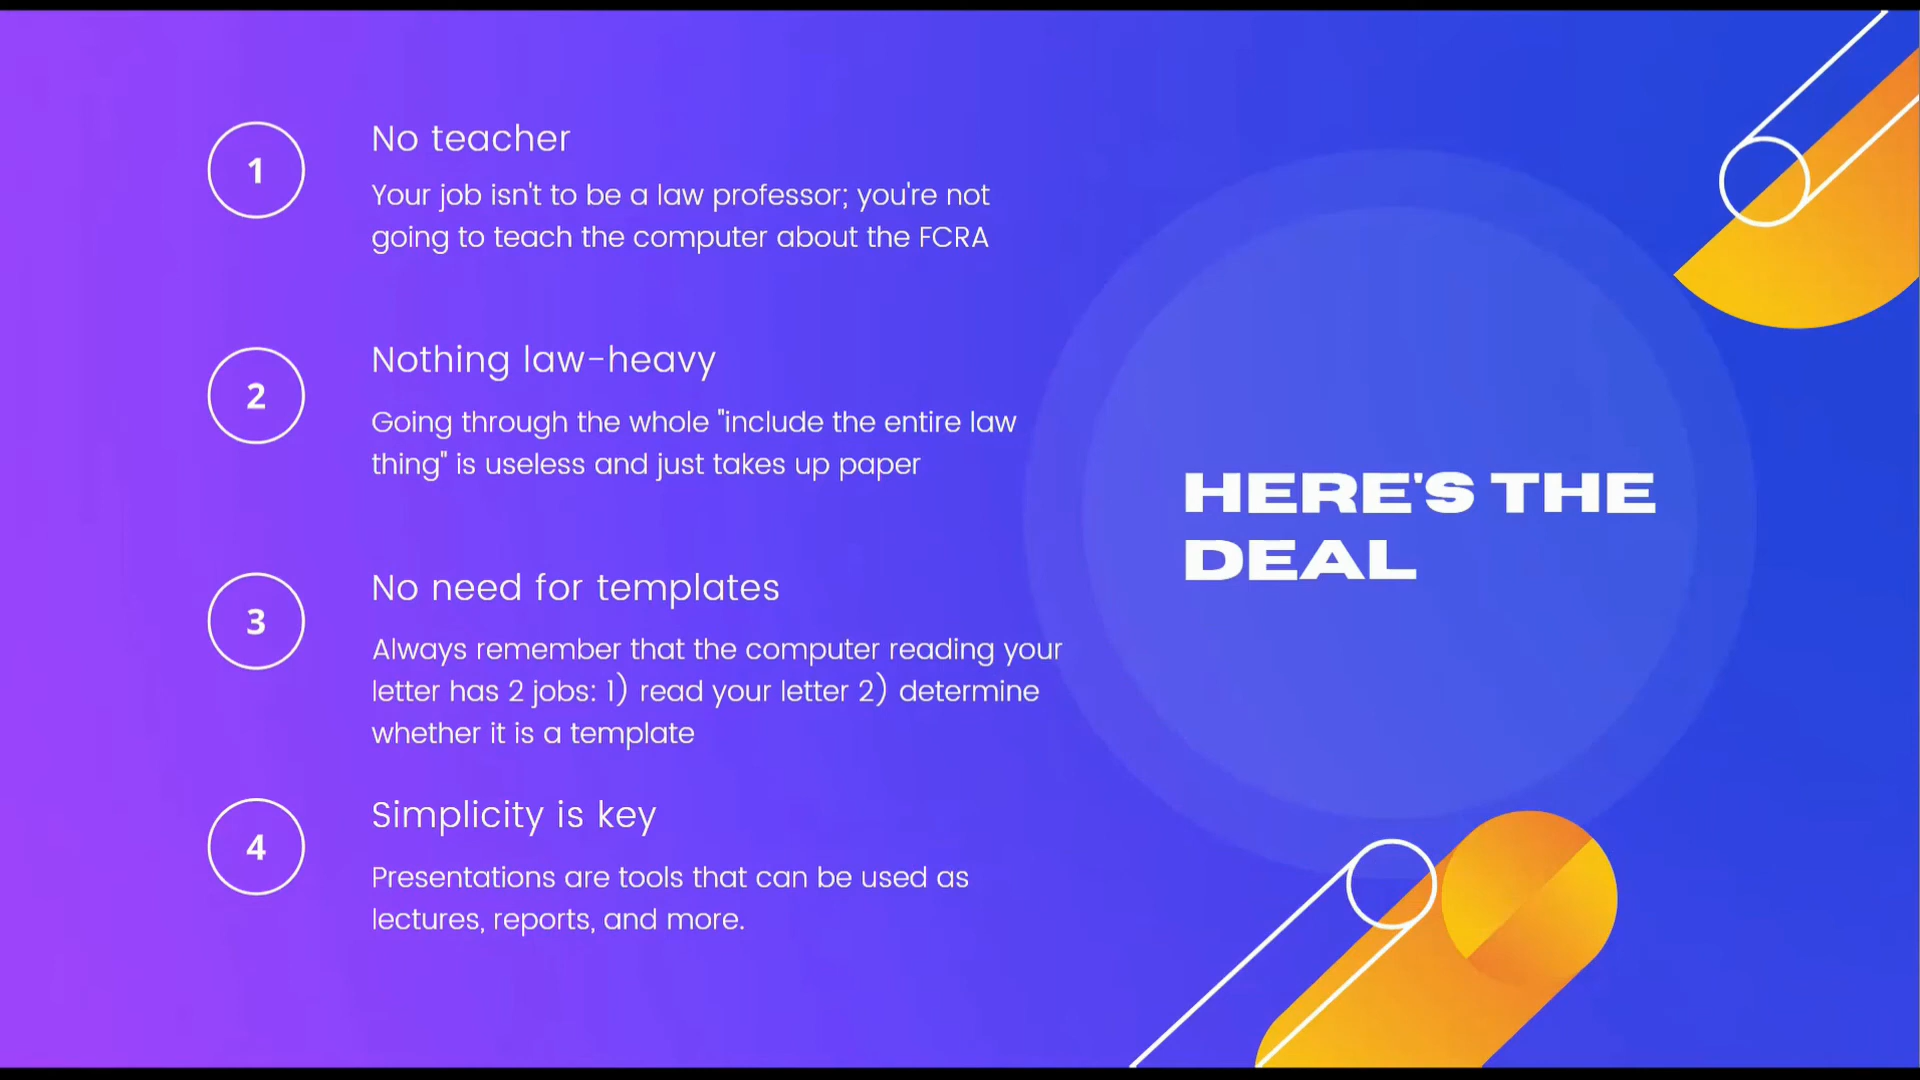 1
No teacher
Your job isn't to be a law professor; you're not
going to teach the computer about the FCRA
2
Nothing law-heavy
Going through the whole "include the entire law
thing" is useless and just takes up paper
3
No need for templates
Always remember that the computer reading your
letter has 2 jobs: 1) read your letter 2) determine
whether it is a template
4
Simplicity is key
Presentations are tools that can be used as
lectures, reports, and more.
HERE'S THE
DEAL